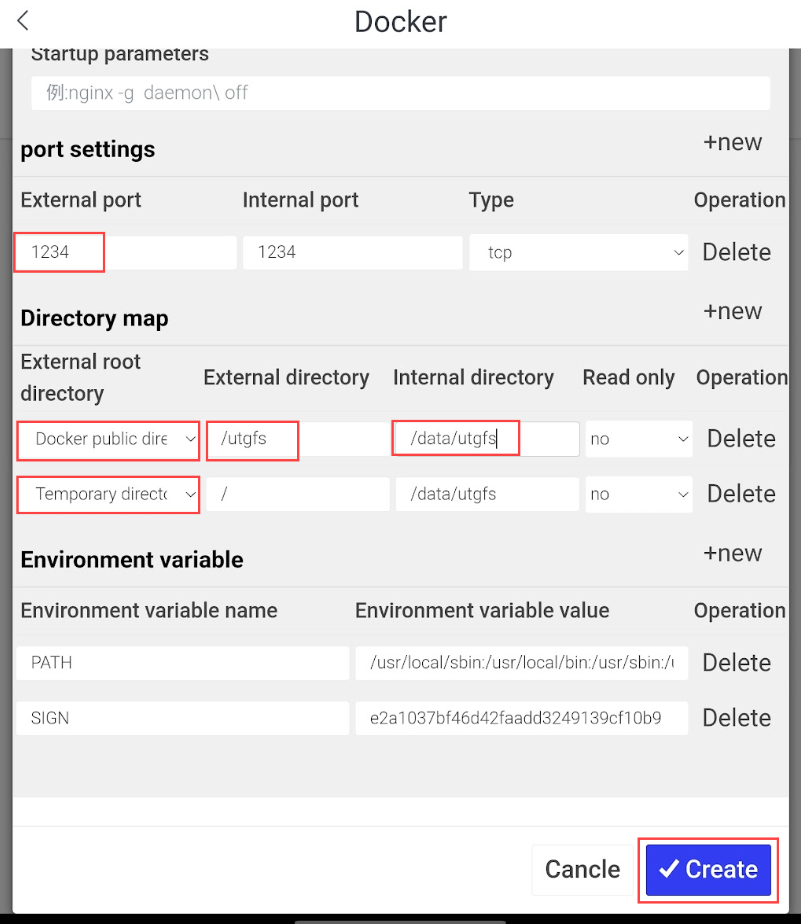 Docker
Startup parameters
例:nginx -g daemon\ off
port settings +new
External port Internal port Type Operation
1234 1234 tcp Delete
Directory map +new
External root directory External directory Internal directory Read only Operation
Docker public dire /utgfs /data/utgfs no Delete
Temporary directo / /data/utgfs no Delete
Environment variable +new
Environment variable name Environment variable value Operation
PATH /usr/local/sbin:/usr/local/bin:/usr/sbin:/u Delete
SIGN e2a1037bf46d42faadd3249139cf10b9 Delete
Cancle Create